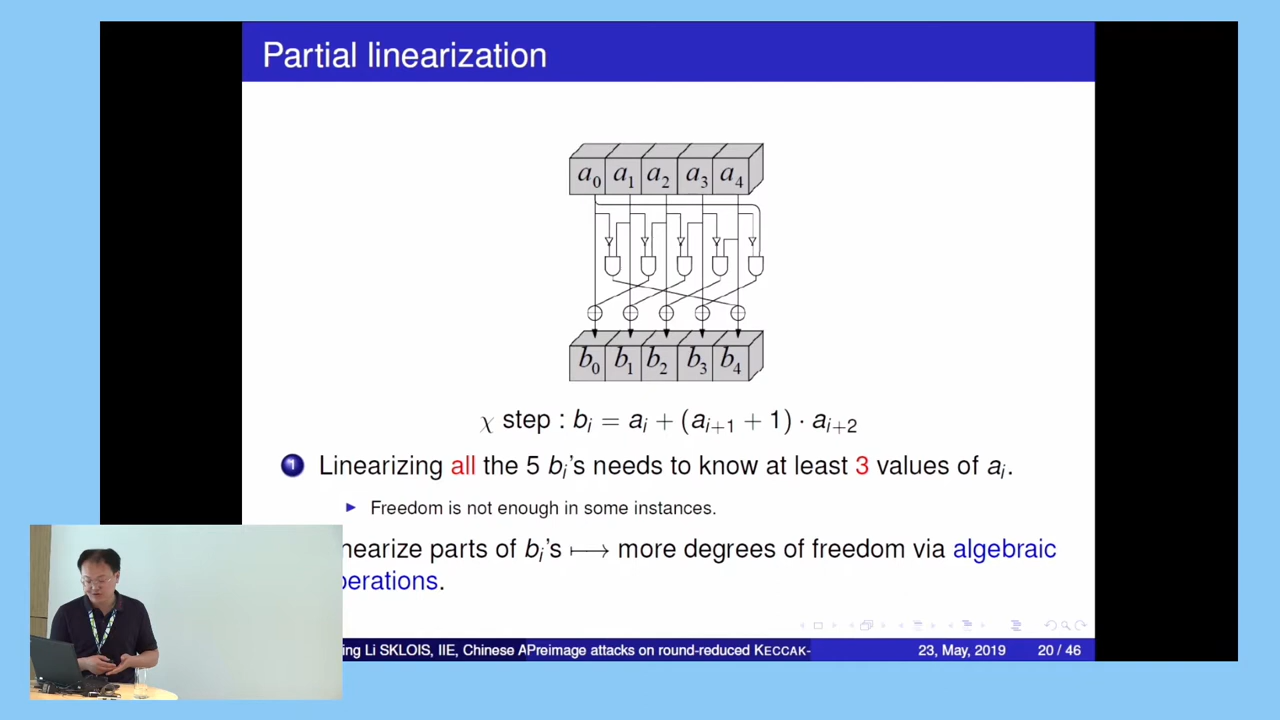 Partial linearization
a₀ a₁ a₂ a₃ a₄
b₀ b₁ b₂ b₃ b₄
χ step : bᵢ = aᵢ + (aᵢ₊₁ + 1) · aᵢ₊₂
1 Linearizing all the 5 bᵢ's needs to know at least 3 values of aᵢ.
Freedom is not enough in some instances.
nearize parts of bᵢ's ⟼ more degrees of freedom via algebraic
perations.
ing Li SKLOIS, IIE, Chinese APreimage attacks on round-reduced KECCAK- 23, May, 2019 20 / 46